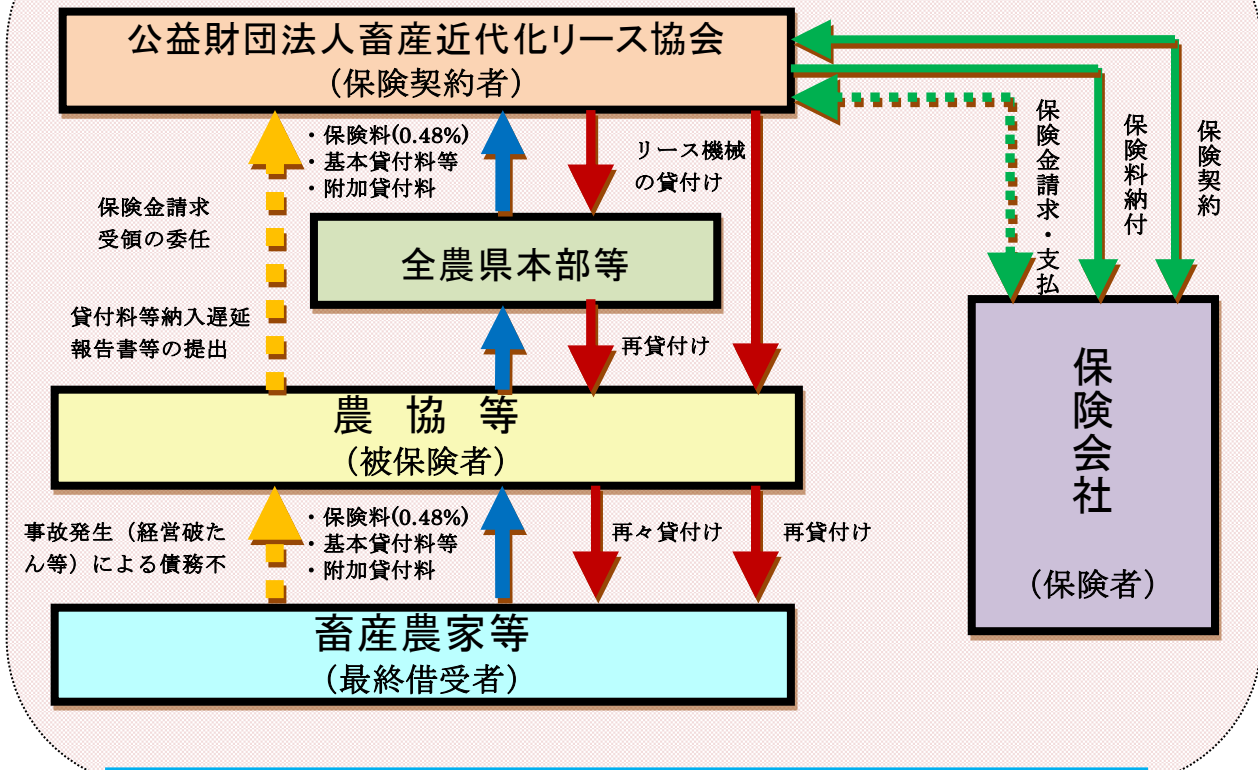 公益財団法人畜産近代化リース協会
（保険契約者）
・保険料(0.48%)
・基本貸付料等
・附加貸付料
リース機械
の貸付け
保険金請求・支払
保険料納付
保険契約
保険金請求
受領の委任
全農県本部等
貸付料等納入遅延
報告書等の提出
再貸付け
農　協　等
（被保険者）
保険会社
（保険者）
事故発生（経営破た
ん等）による債務不
・保険料(0.48%)
・基本貸付料等
・附加貸付料
再々貸付け
再貸付け
畜産農家等
（最終借受者）